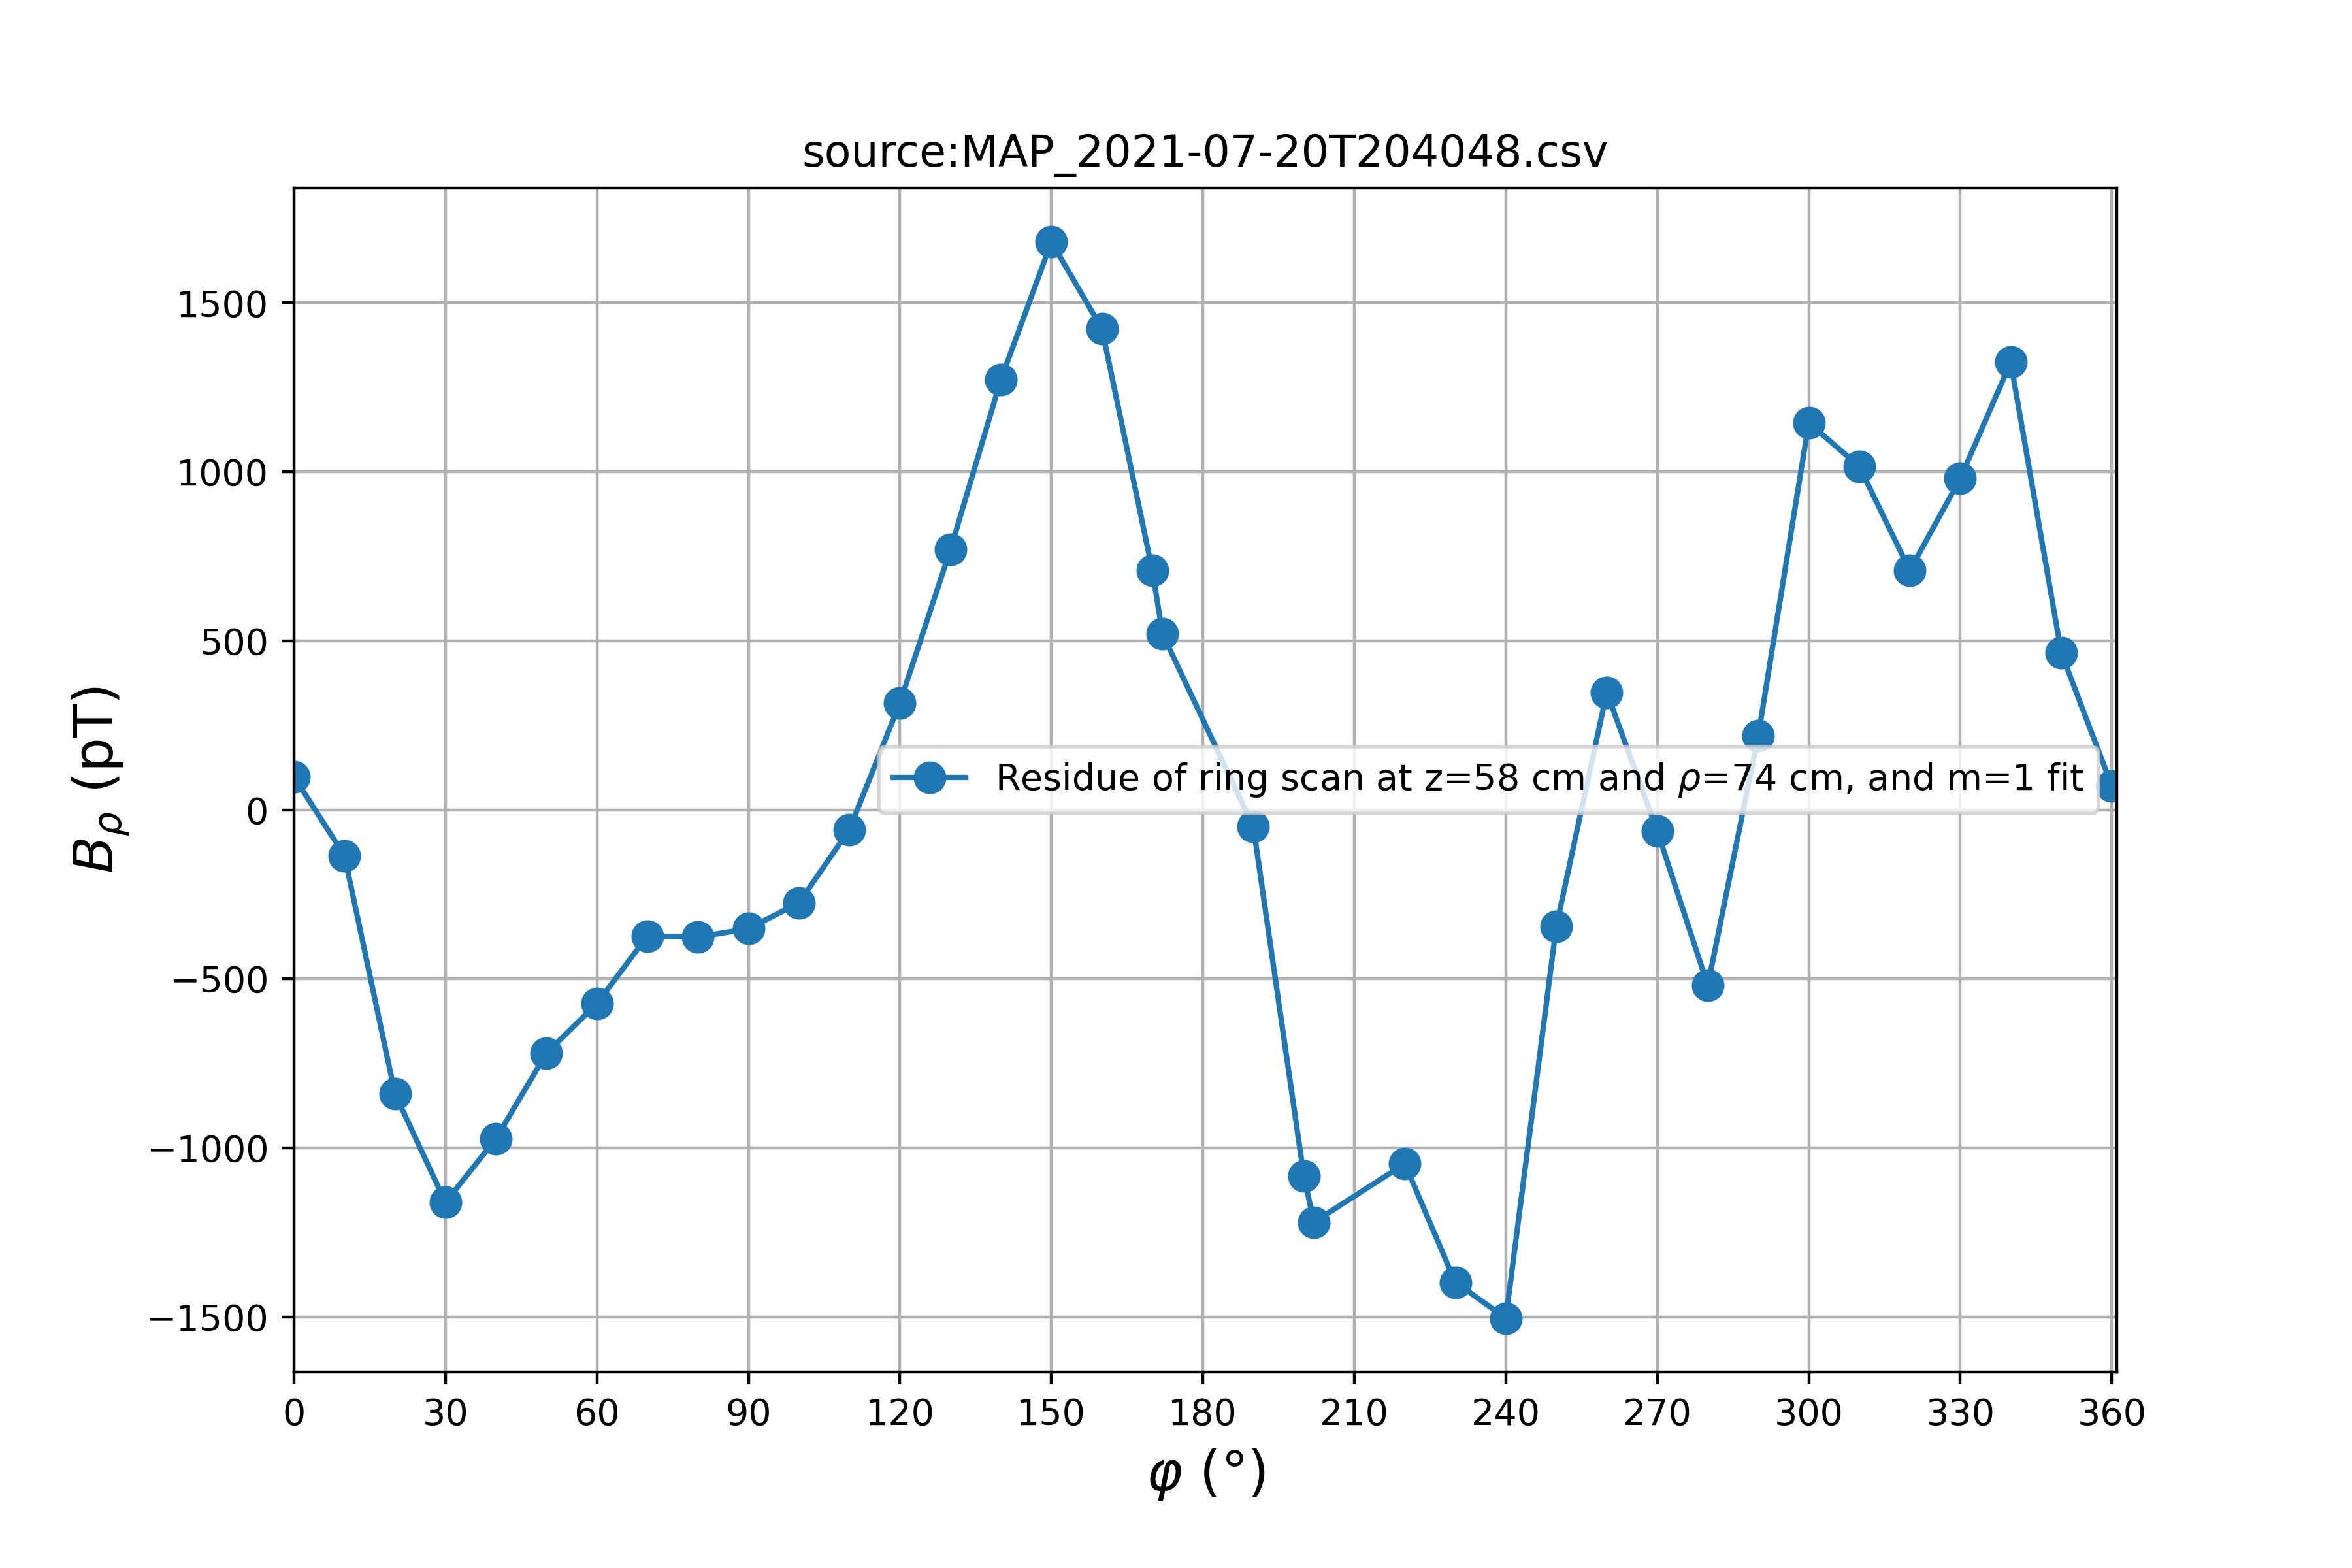 source:MAP_2021-07-20T204048.csv
1500
1000
500
0
−500
−1000
−1500
Bρ (pT)
Residue of ring scan at z=58 cm and ρ=74 cm, and m=1 fit
0 30 60 90 120 150 180 210 240 270 300 330 360
φ (°)